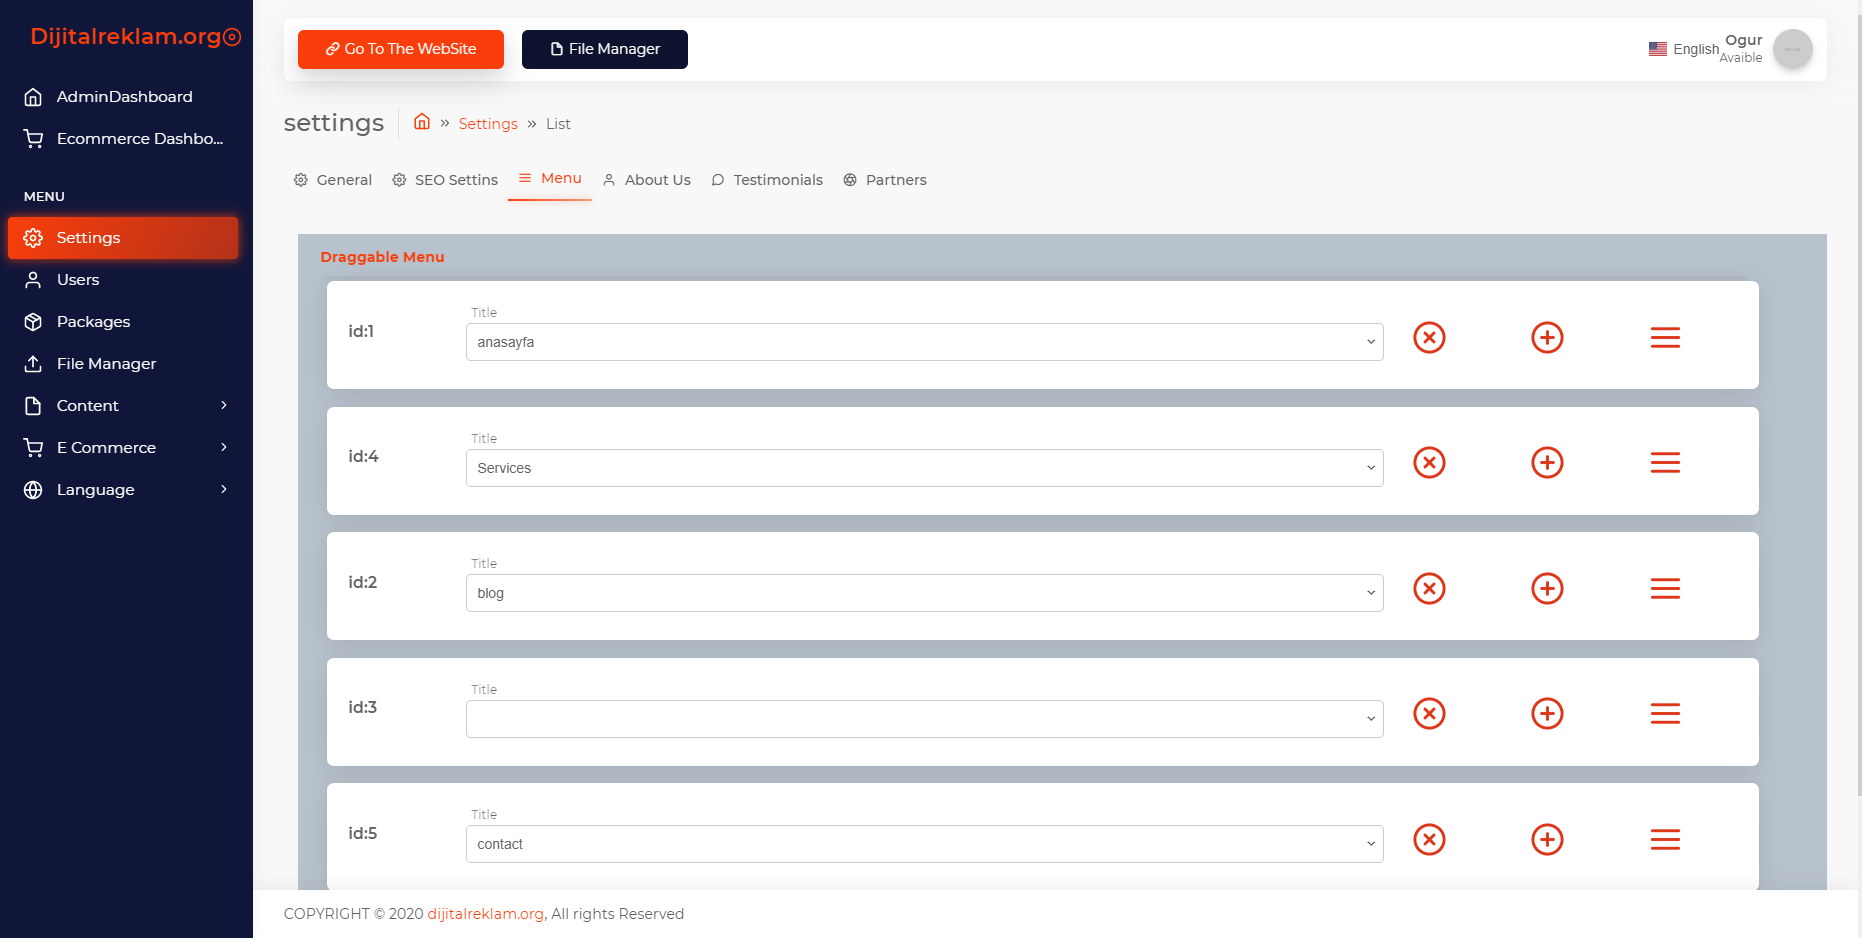 Dijitalreklam.org
AdminDashboard
Ecommerce Dashbo...
MENU
Settings
Users
Packages
File Manager
Content
E Commerce
Language
Go To The WebSite
File Manager
English
Ogur
Avaible
settings
» Settings » List
General
SEO Settins
Menu
About Us
Testimonials
Partners
Draggable Menu
id:1
Title
anasayfa
id:4
Title
Services
id:2
Title
blog
id:3
Title
id:5
Title
contact
COPYRIGHT © 2020 dijitalreklam.org, All rights Reserved